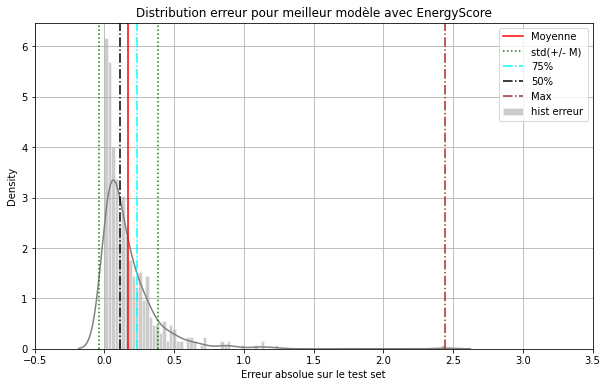 Distribution erreur pour meilleur modèle avec EnergyScore
Moyenne
std(+/- M)
75%
50%
Max
hist erreur
Density
6
5
4
3
2
1
0
-0.5
0.0
0.5
1.0
1.5
2.0
2.5
3.0
3.5
Erreur absolue sur le test set